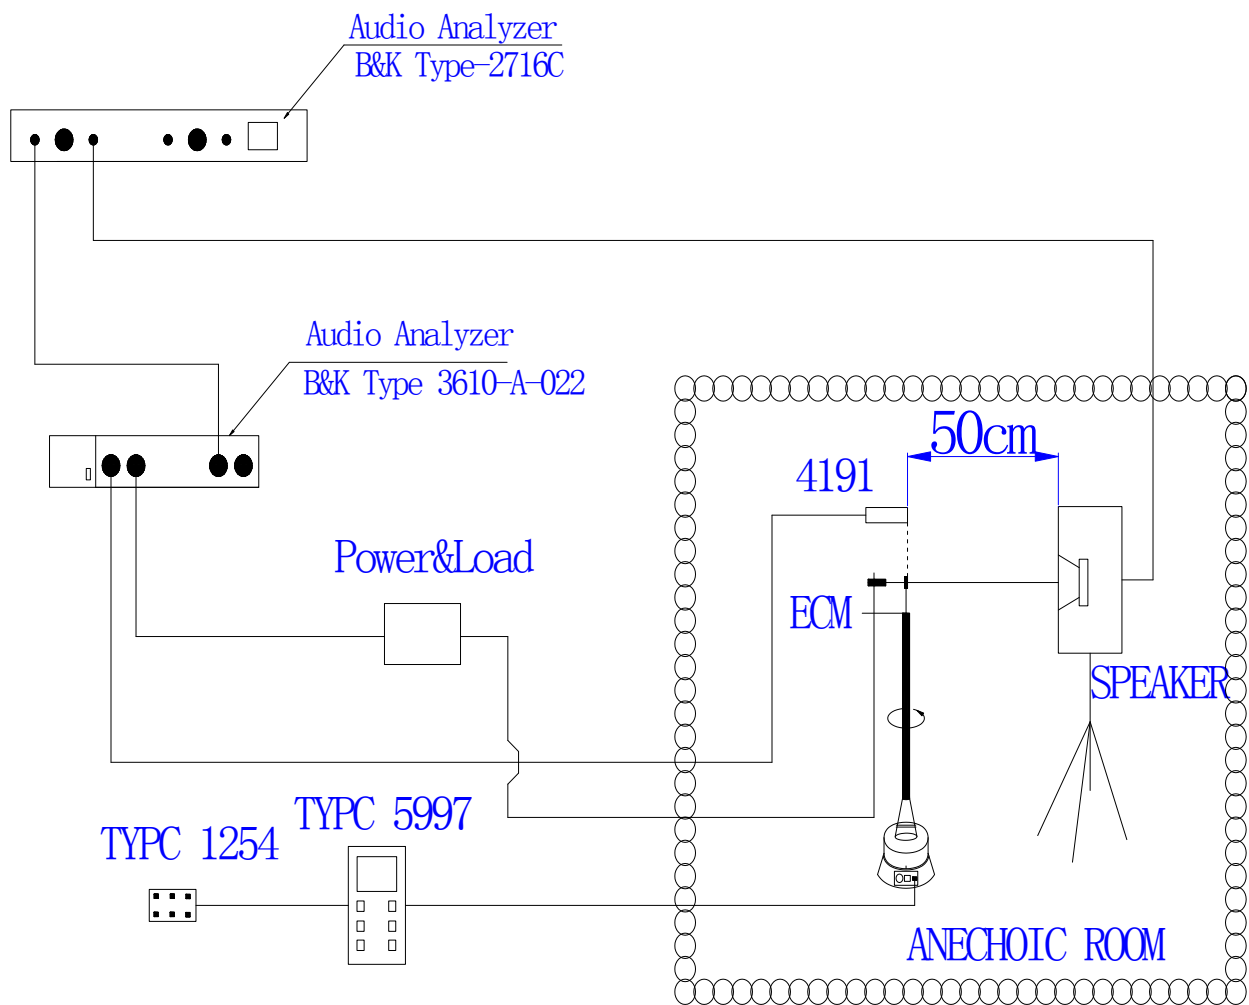 Audio Analyzer
B&K Type-2716C
Audio Analyzer
B&K Type 3610-A-022
50cm
4191
Power&Load
ECM
SPEAKER
TYPC 5997
TYPC 1254
ANECHOIC ROOM